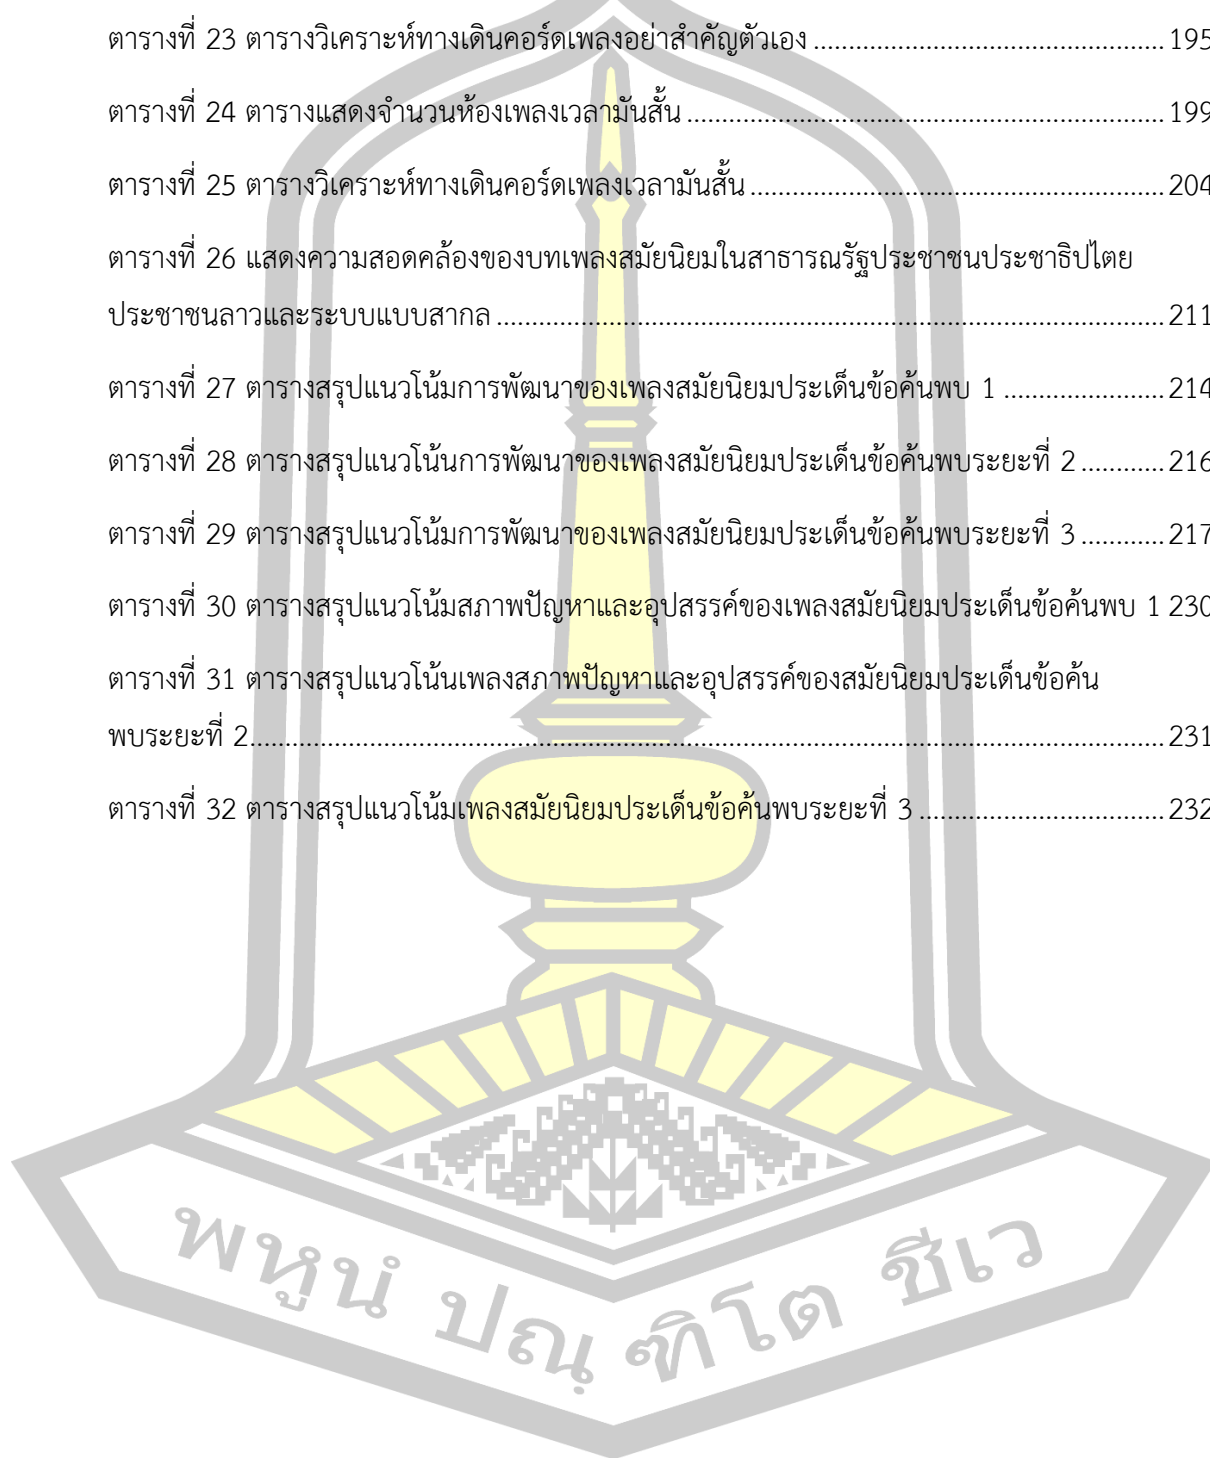 ตารางที่ 23 ตารางวิเคราะห์ทางเดินคอร์ดเพลงอย่าสำคัญตัวเอง .................................................. 195
ตารางที่ 24 ตารางแสดงจำนวนห้องเพลงเวลามันสั้น .................................................................... 199
ตารางที่ 25 ตารางวิเคราะห์ทางเดินคอร์ดเพลงเวลามันสั้น ........................................................... 204
ตารางที่ 26 แสดงความสอดคล้องของบทเพลงสมัยนิยมในสาธารณรัฐประชาชนประชาธิปไตย
ประชาชนลาวและระบบแบบสากล ................................................................................................ 211
ตารางที่ 27 ตารางสรุปแนวโน้มการพัฒนาของเพลงสมัยนิยมประเด็นข้อค้นพบ 1 ....................... 214
ตารางที่ 28 ตารางสรุปแนวโน้นการพัฒนาของเพลงสมัยนิยมประเด็นข้อค้นพบระยะที่ 2 ............ 216
ตารางที่ 29 ตารางสรุปแนวโน้มการพัฒนาของเพลงสมัยนิยมประเด็นข้อค้นพบระยะที่ 3 ............ 217
ตารางที่ 30 ตารางสรุปแนวโน้มสภาพปัญหาและอุปสรรค์ของเพลงสมัยนิยมประเด็นข้อค้นพบ 1 230
ตารางที่ 31 ตารางสรุปแนวโน้นเพลงสภาพปัญหาและอุปสรรค์ของสมัยนิยมประเด็นข้อค้น
พบระยะที่ 2.................................................................................................................................... 231
ตารางที่ 32 ตารางสรุปแนวโน้มเพลงสมัยนิยมประเด็นข้อค้นพบระยะที่ 3 ................................... 232
พหูนํ ปณฺ ฑิโต ชีเว